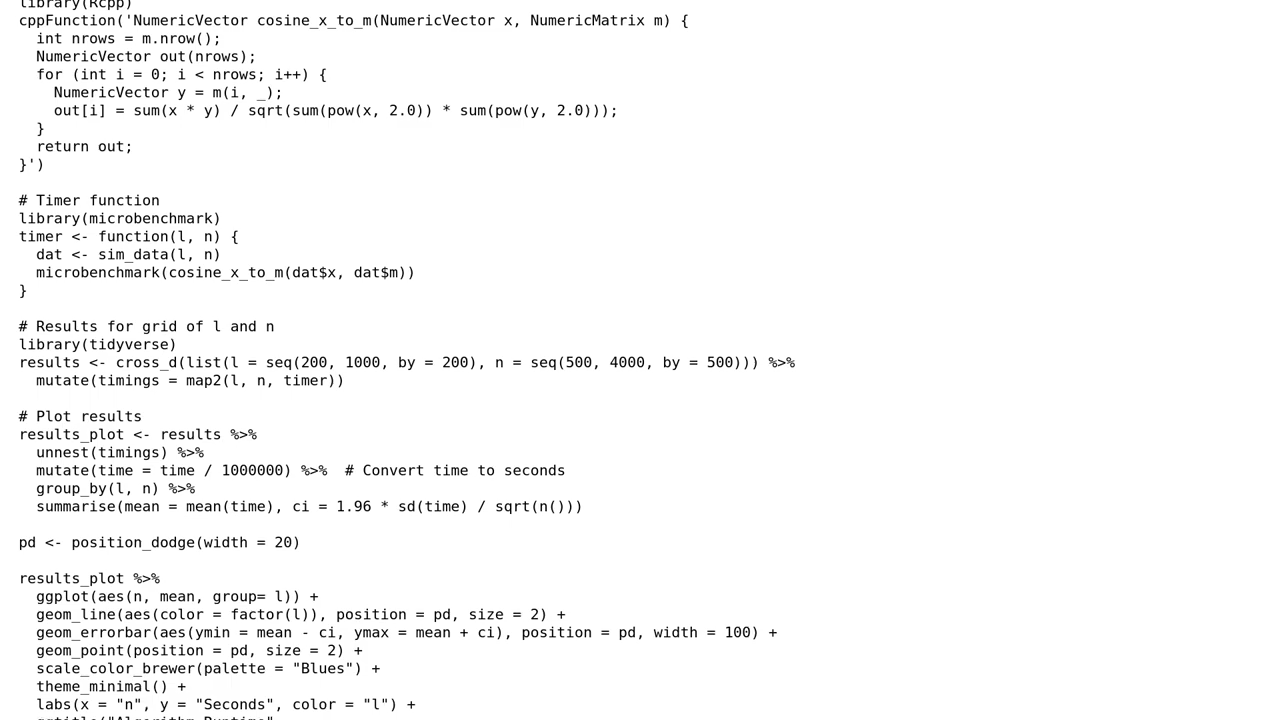 library(Rcpp)
cppFunction('NumericVector cosine_x_to_m(NumericVector x, NumericMatrix m) {
  int nrows = m.nrow();
  NumericVector out(nrows);
  for (int i = 0; i < nrows; i++) {
    NumericVector y = m(i, _);
    out[i] = sum(x * y) / sqrt(sum(pow(x, 2.0)) * sum(pow(y, 2.0)));
  }
  return out;
}')

# Timer function
library(microbenchmark)
timer <- function(l, n) {
  dat <- sim_data(l, n)
  microbenchmark(cosine_x_to_m(dat$x, dat$m))
}

# Results for grid of l and n
library(tidyverse)
results <- cross_d(list(l = seq(200, 1000, by = 200), n = seq(500, 4000, by = 500))) %>%
  mutate(timings = map2(l, n, timer))

# Plot results
results_plot <- results %>%
  unnest(timings) %>%
  mutate(time = time / 1000000) %>%  # Convert time to seconds
  group_by(l, n) %>%
  summarise(mean = mean(time), ci = 1.96 * sd(time) / sqrt(n()))

pd <- position_dodge(width = 20)

results_plot %>%
  ggplot(aes(n, mean, group= l)) +
  geom_line(aes(color = factor(l)), position = pd, size = 2) +
  geom_errorbar(aes(ymin = mean - ci, ymax = mean + ci), position = pd, width = 100) +
  geom_point(position = pd, size = 2) +
  scale_color_brewer(palette = "Blues") +
  theme_minimal() +
  labs(x = "n", y = "Seconds", color = "l") +
  ggtitle("Algorithm Runtime",